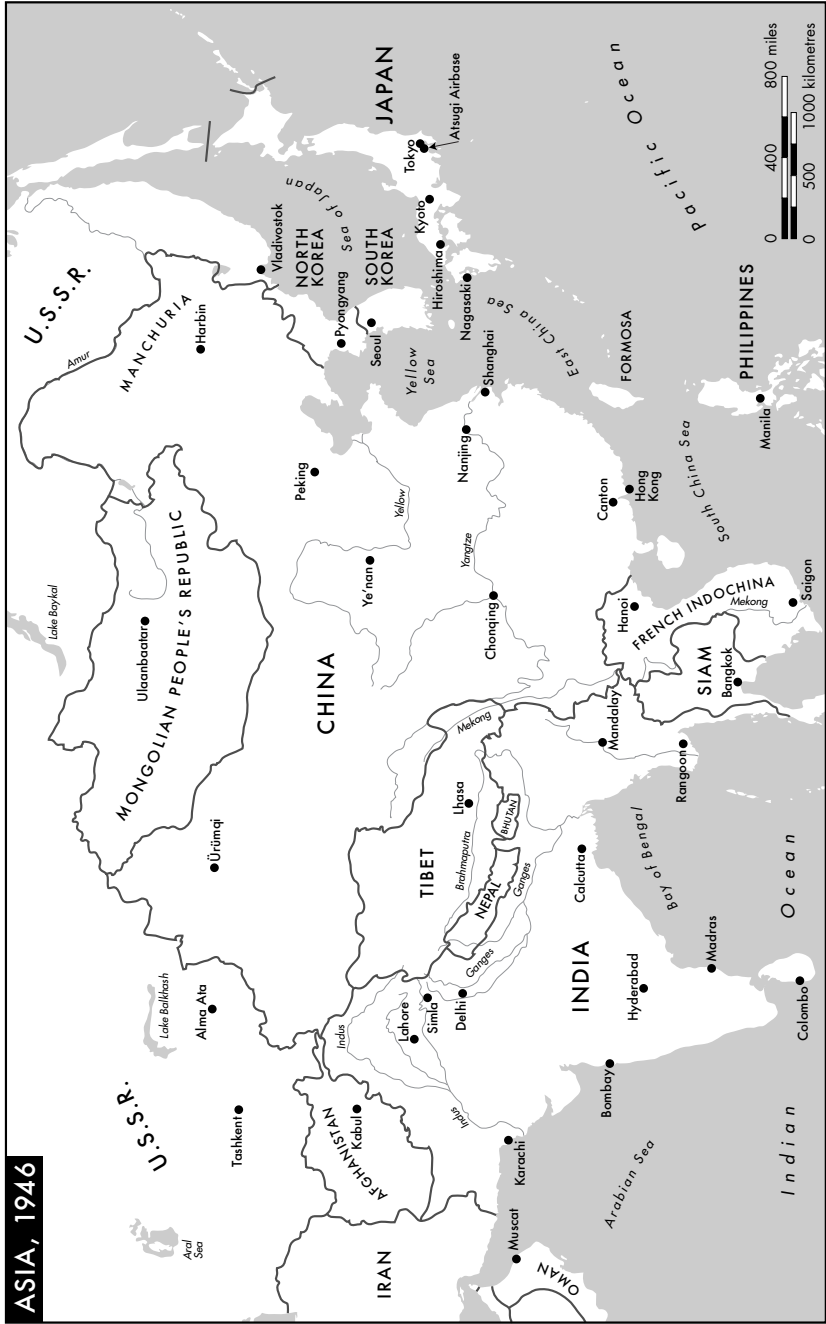 ASIA, 1946
U.S.S.R.
Aral
Sea
Tashkent
Lake Balkhash
Alma Ata
Ürümqi
Lake Baykal
Ulaanbaatar
MONGOLIAN PEOPLE'S REPUBLIC
U.S.S.R.
Amur
MANCHURIA
Harbin
Vladivostok
NORTH
KOREA
Sea of Japan
SOUTH
KOREA
Pyongyang
Seoul
JAPAN
Tokyo
Atsugi Airbase
Kyoto
Hiroshima
Nagasaki
Yellow
Sea
East China Sea
Shanghai
Nanjing
Peking
Yellow
Ye'nan
Yangtze
Chonqing
CHINA
Mekong
TIBET
Lhasa
Brahmaputra
BHUTAN
NEPAL
Ganges
Ganges
IRAN
AFGHANISTAN
Kabul
Indus
Lahore
Simla
Delhi
Indus
Karachi
Muscat
OMAN
Arabian Sea
Bombay
INDIA
Hyderabad
Calcutta
Madras
Bay of Bengal
Colombo
Indian
Ocean
Mandalay
Rangoon
SIAM
Bangkok
Hanoi
FRENCH INDOCHINA
Mekong
Saigon
Canton
Hong
Kong
South China Sea
FORMOSA
PHILIPPINES
Manila
Pacific Ocean
0 400 800 miles
0 500 1000 kilometres